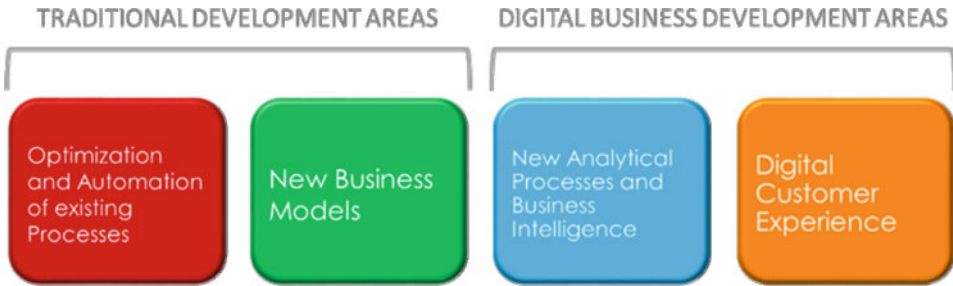 TRADITIONAL DEVELOPMENT AREAS
DIGITAL BUSINESS DEVELOPMENT AREAS
Optimization
and Automation
of existing
Processes
New Business
Models
New Analytical
Processes and
Business
Intelligence
Digital
Customer
Experience